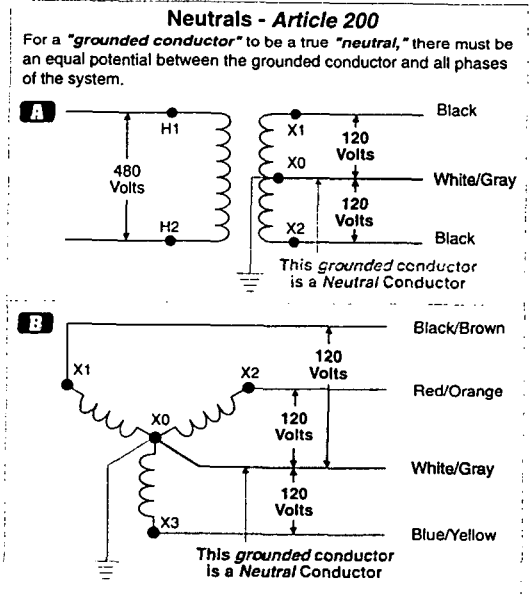 Neutrals - Article 200
For a "grounded conductor" to be a true "neutral," there must be
an equal potential between the grounded conductor and all phases
of the system.
A
H1
480
Volts
H2
X1
X0
X2
120
Volts
120
Volts
Black
White/Gray
Black
This grounded conductor
is a Neutral Conductor
B
X1
X2
X0
X3
120
Volts
120
Volts
120
Volts
Black/Brown
Red/Orange
White/Gray
Blue/Yellow
This grounded conductor
is a Neutral Conductor